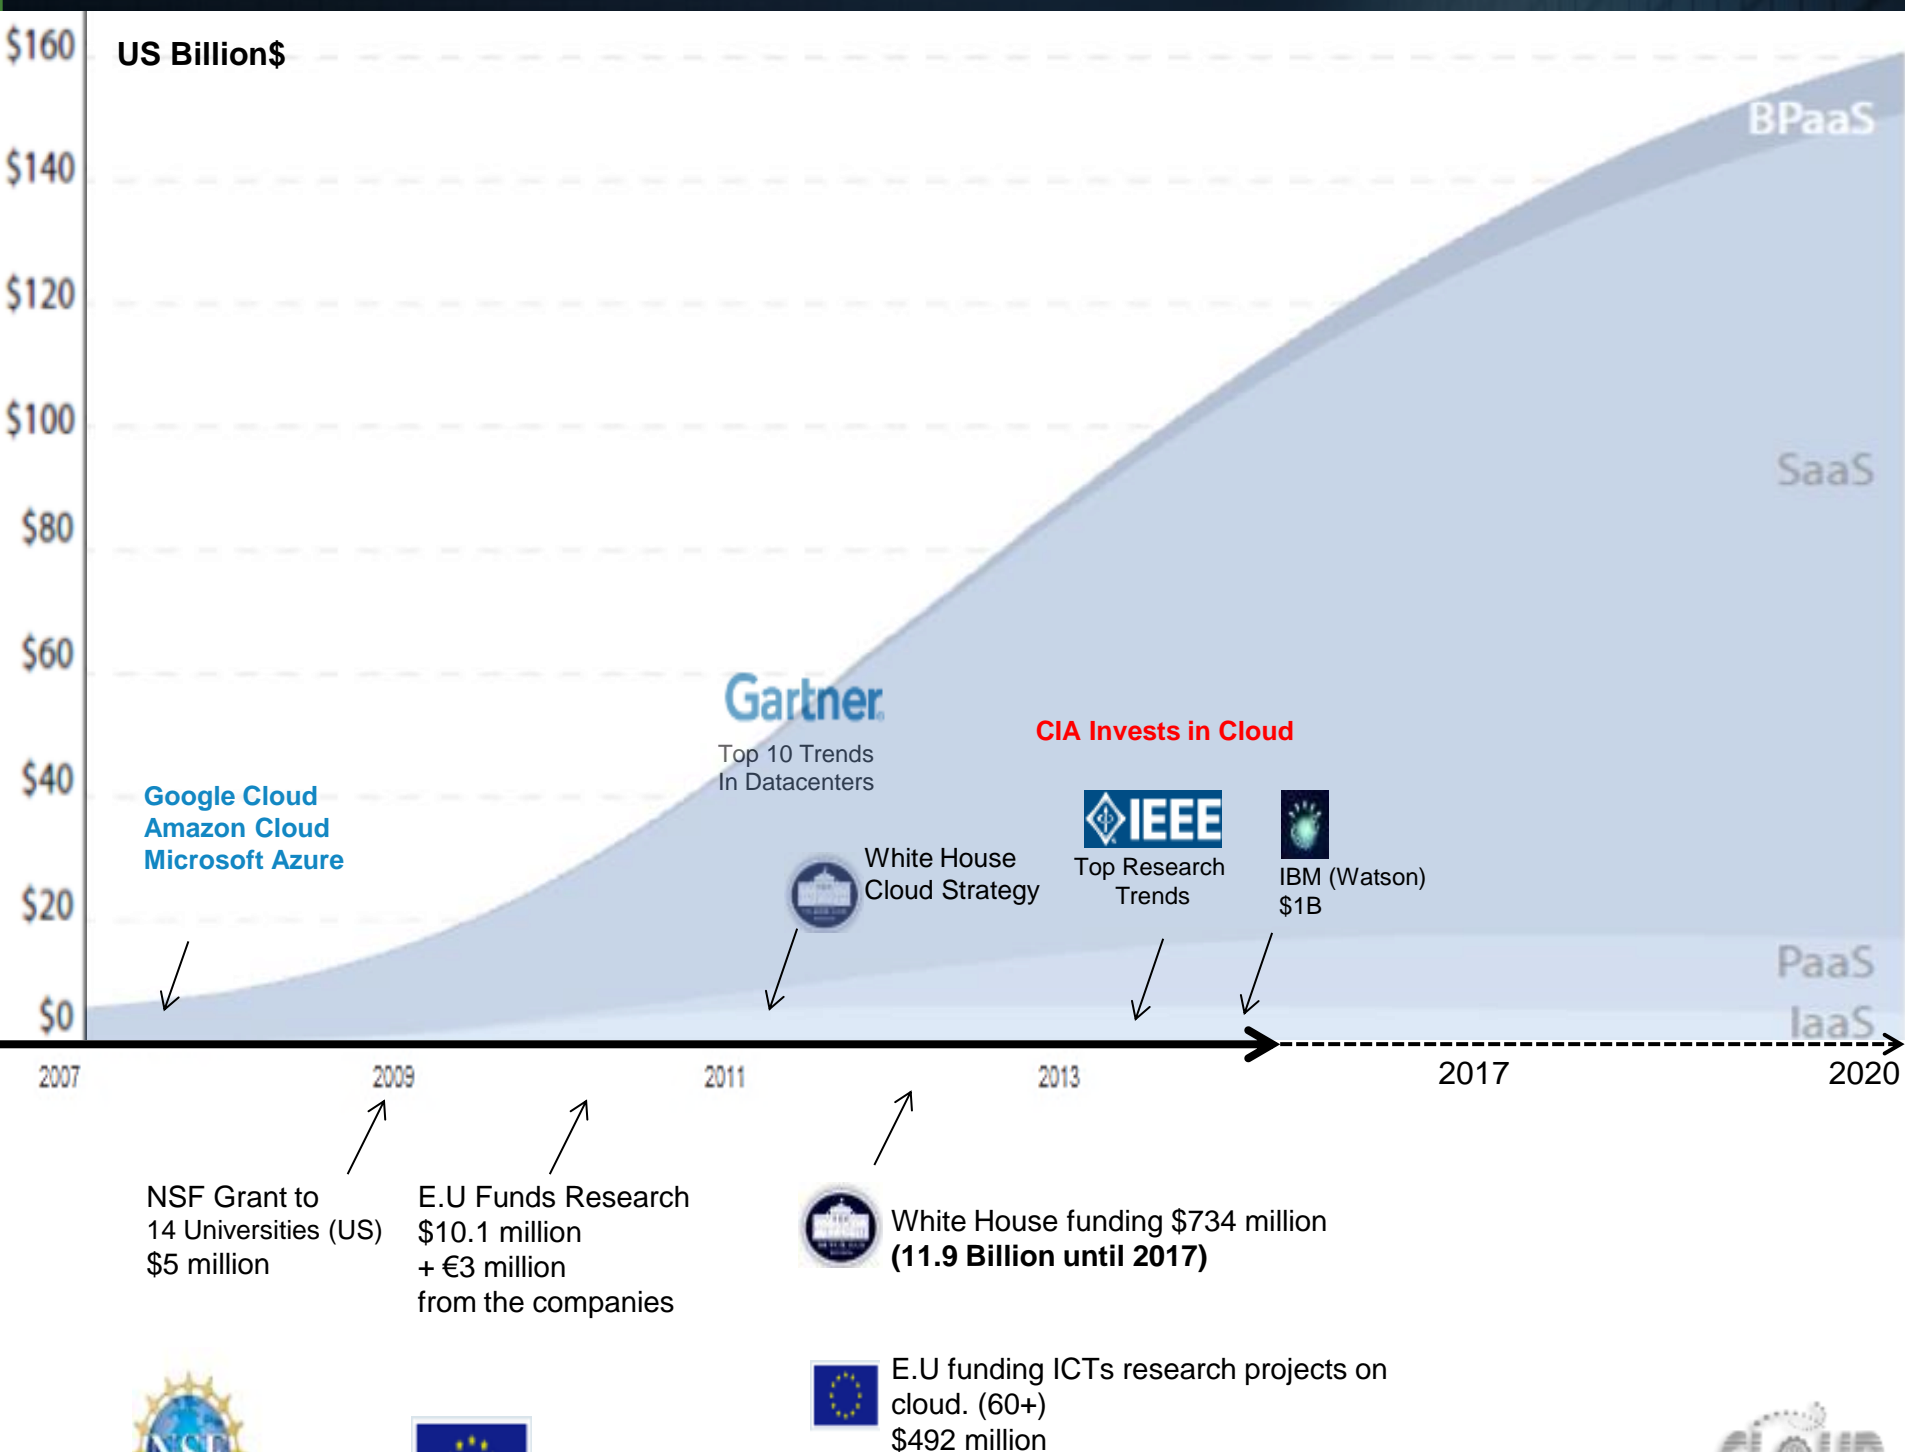 US Billion$
$160
$140
$120
$100
$80
$60
$40
$20
$0
BPaaS
SaaS
PaaS
IaaS
Google Cloud
Amazon Cloud
Microsoft Azure
Gartner
Top 10 Trends
In Datacenters
White House
Cloud Strategy
CIA Invests in Cloud
IEEE
Top Research
Trends
IBM (Watson)
$1B
2007
2009
2011
2013
2017
2020
NSF Grant to
14 Universities (US)
$5 million
E.U Funds Research
$10.1 million
+ €3 million
from the companies
White House funding $734 million
(11.9 Billion until 2017)
E.U funding ICTs research projects on
cloud. (60+)
$492 million
NSF
CLOUD